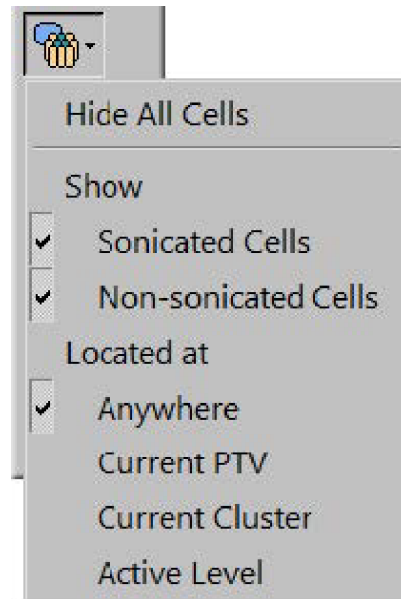 Hide All Cells
Show
Sonicated Cells
Non-sonicated Cells
Located at
Anywhere
Current PTV
Current Cluster
Active Level